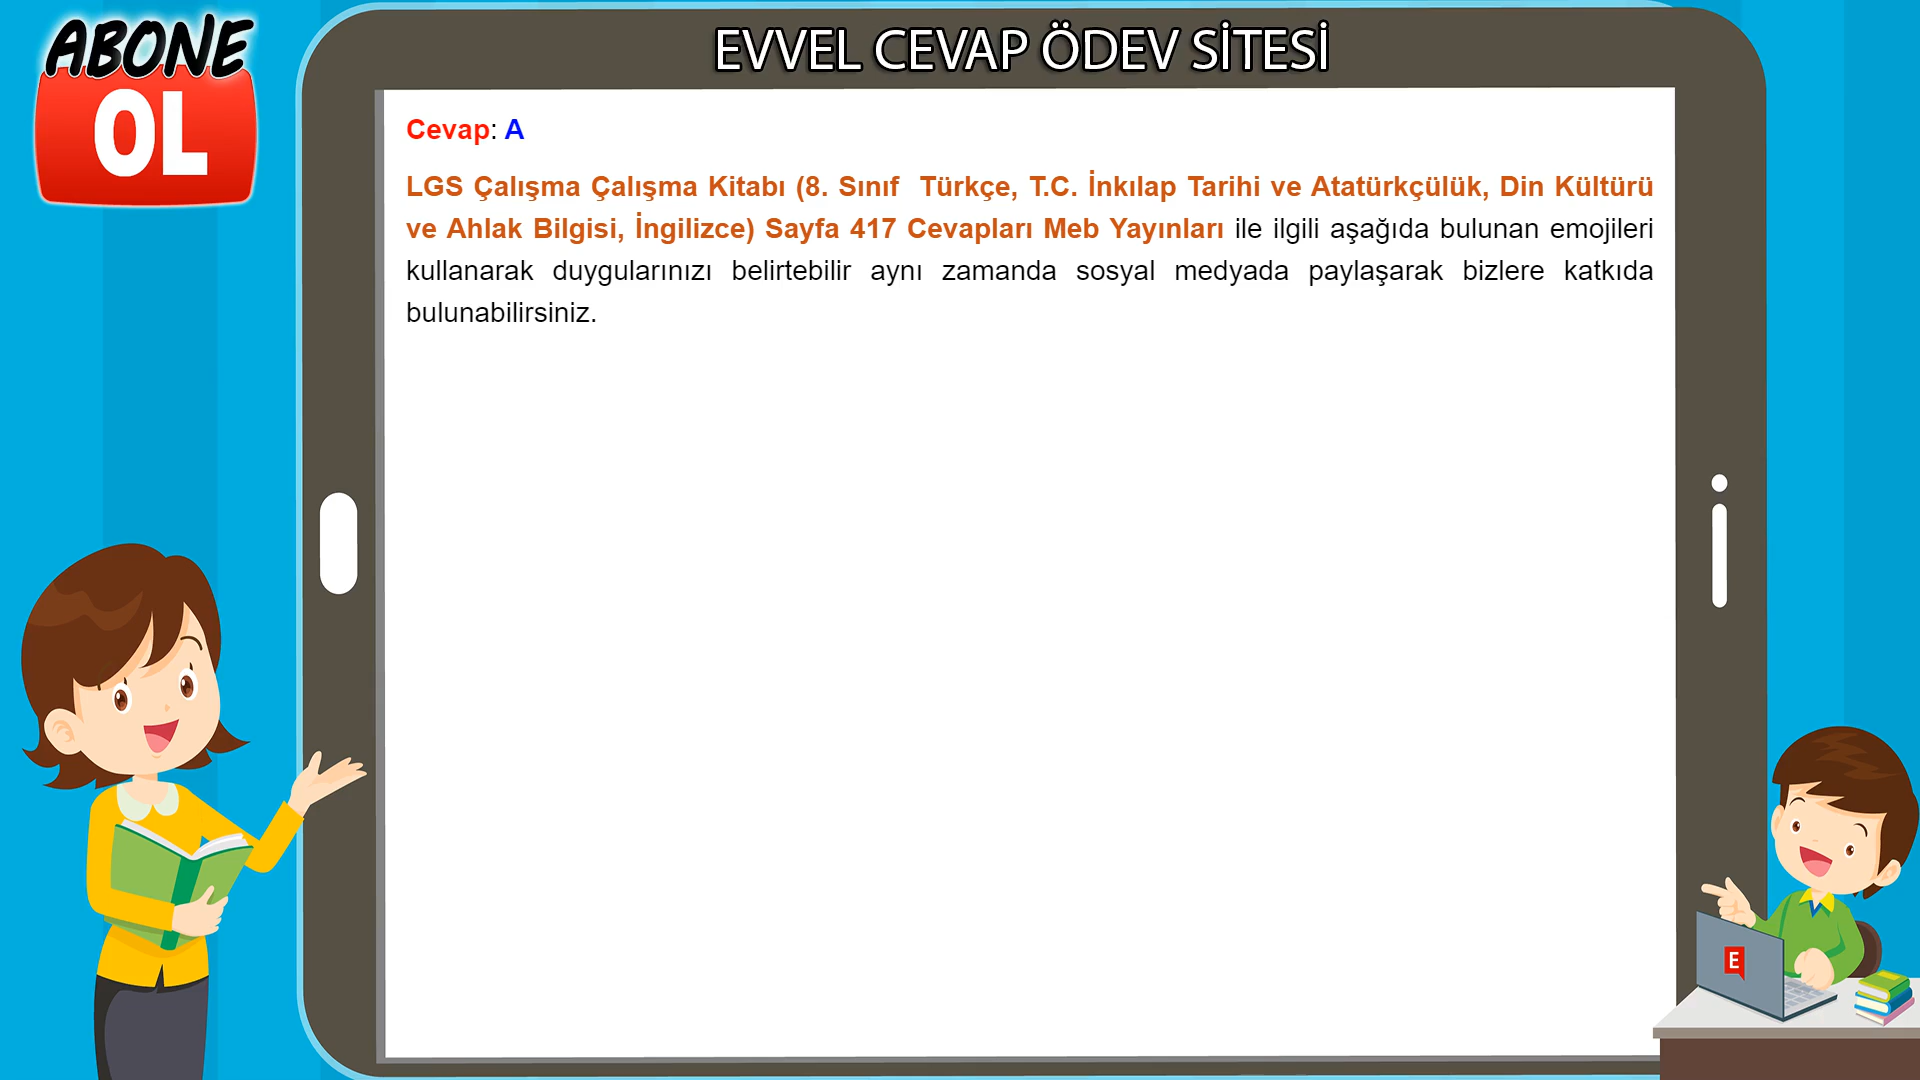 ABONE
OL
EVVEL CEVAP ÖDEV SİTESİ
Cevap: A
LGS Çalışma Çalışma Kitabı (8. Sınıf  Türkçe, T.C. İnkılap Tarihi ve Atatürkçülük, Din Kültürü
ve Ahlak Bilgisi, İngilizce) Sayfa 417 Cevapları Meb Yayınları ile ilgili aşağıda bulunan emojileri
kullanarak duygularınızı belirtebilir aynı zamanda sosyal medyada paylaşarak bizlere katkıda
bulunabilirsiniz.
E